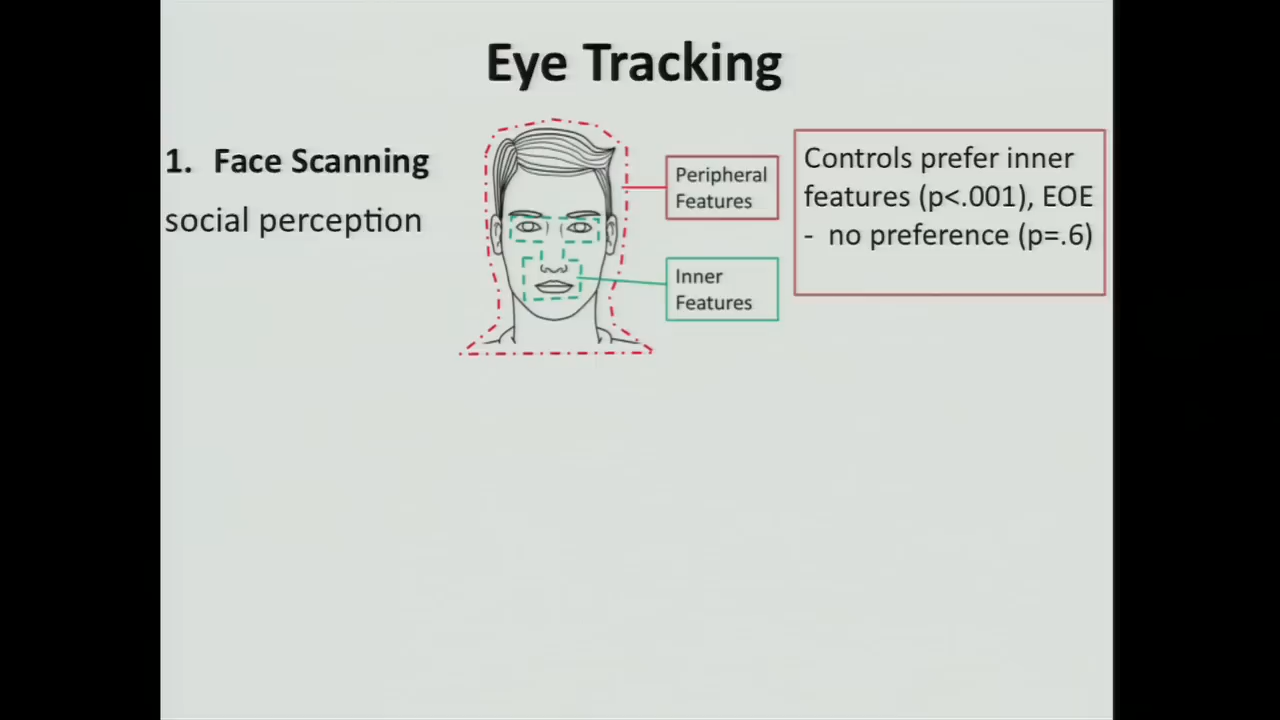 Eye Tracking
1. Face Scanning
social perception
Peripheral
Features
Inner
Features
Controls prefer inner
features (p<.001), EOE
- no preference (p=.6)